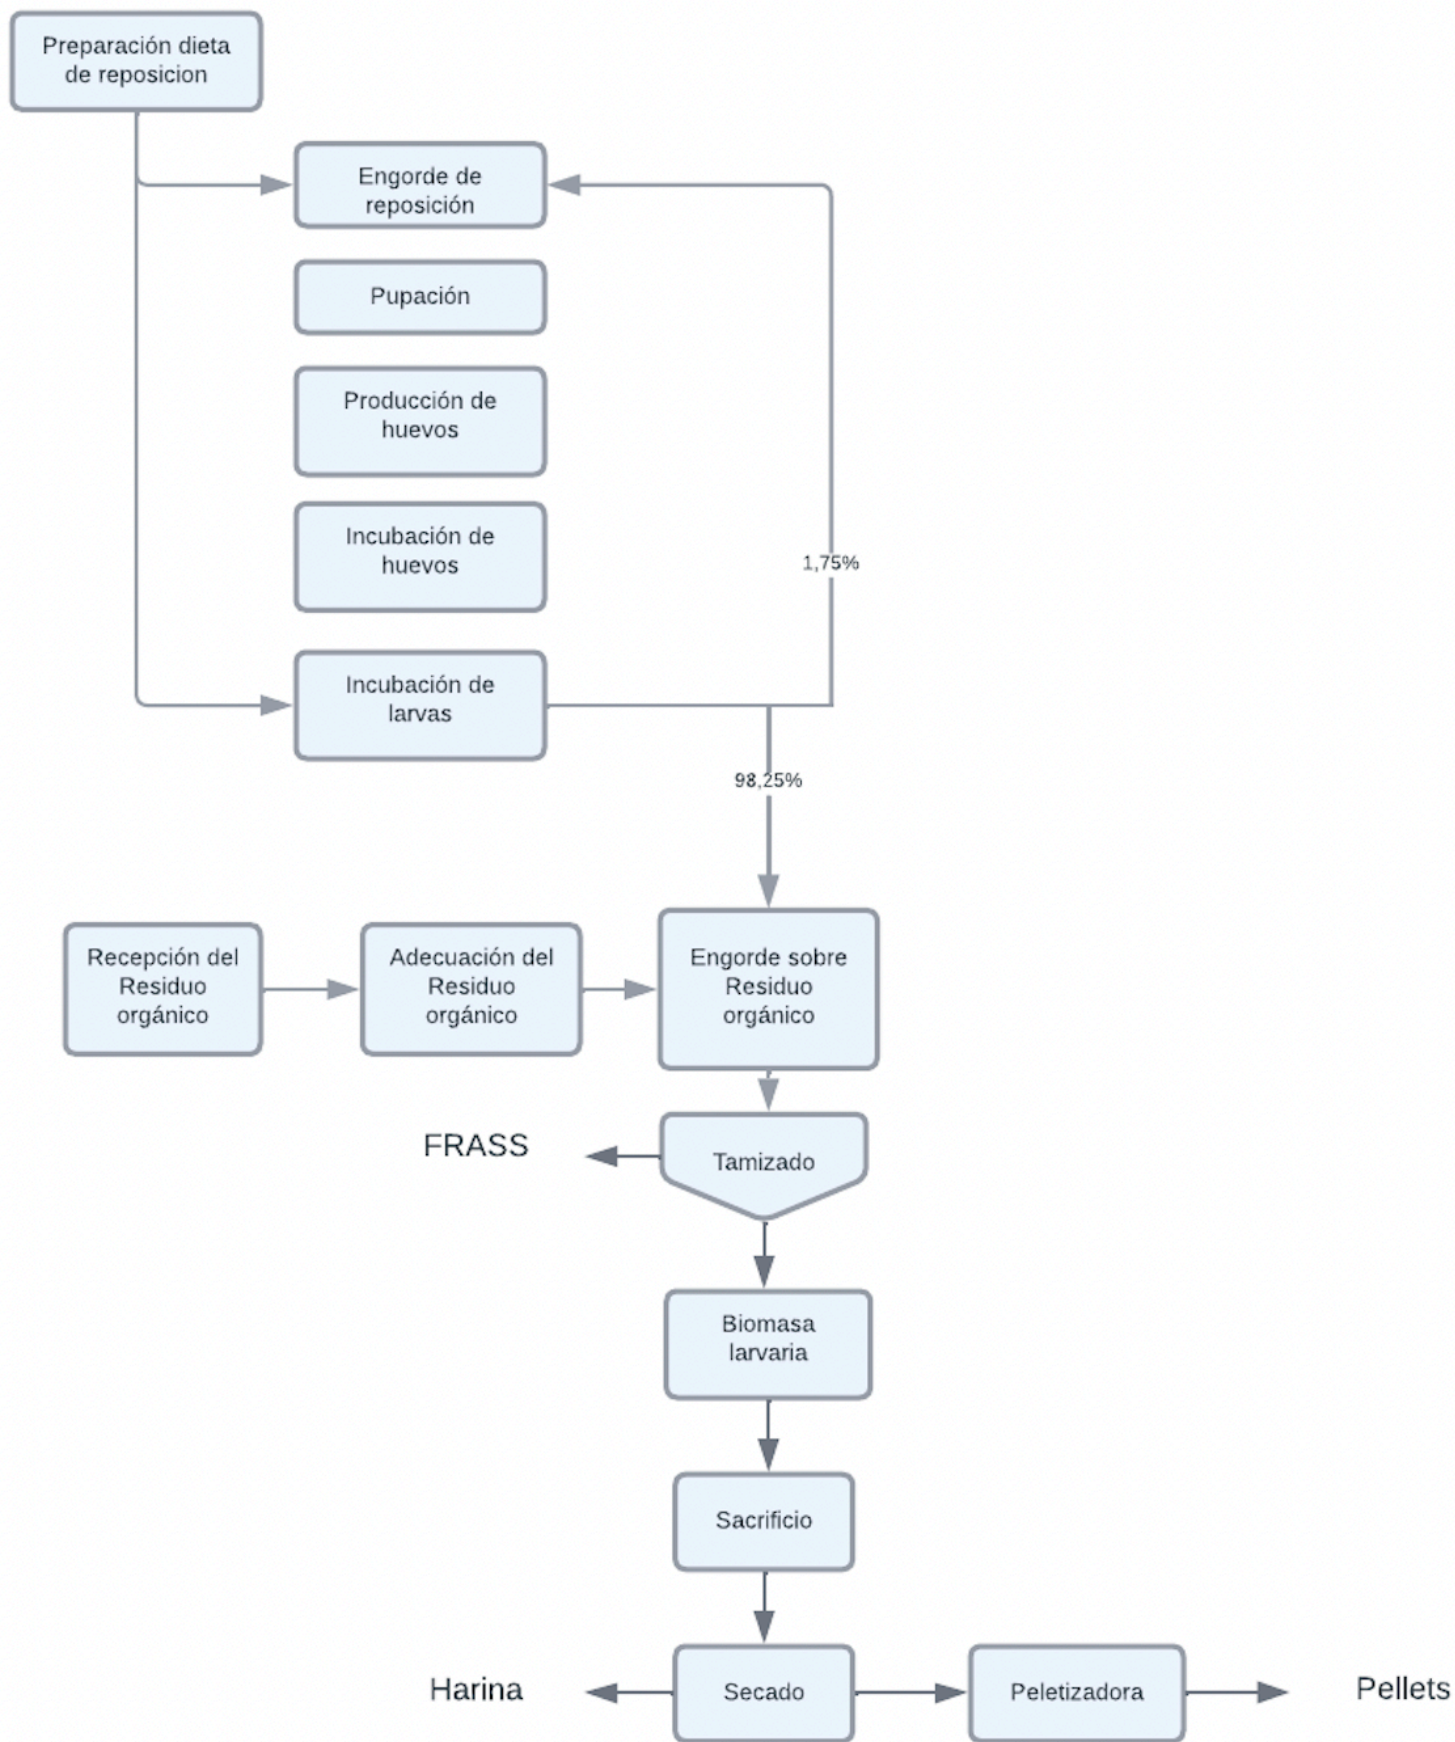 Preparación dieta
de reposicion
Engorde de
reposición
Pupación
Producción de
huevos
Incubación de
huevos
1,75%
Incubación de
larvas
98,25%
Recepción del
Residuo
orgánico
Adecuación del
Residuo
orgánico
Engorde sobre
Residuo
orgánico
FRASS
Tamizado
Biomasa
larvaria
Sacrificio
Harina
Secado
Peletizadora
Pellets